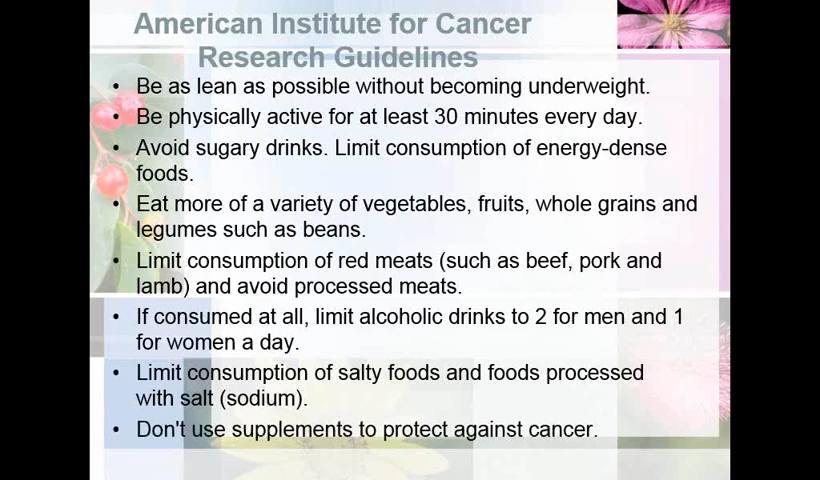 American Institute for Cancer
Research Guidelines
• Be as lean as possible without becoming underweight.
• Be physically active for at least 30 minutes every day.
• Avoid sugary drinks. Limit consumption of energy-dense
foods.
• Eat more of a variety of vegetables, fruits, whole grains and
legumes such as beans.
• Limit consumption of red meats (such as beef, pork and
lamb) and avoid processed meats.
• If consumed at all, limit alcoholic drinks to 2 for men and 1
for women a day.
• Limit consumption of salty foods and foods processed
with salt (sodium).
• Don't use supplements to protect against cancer.